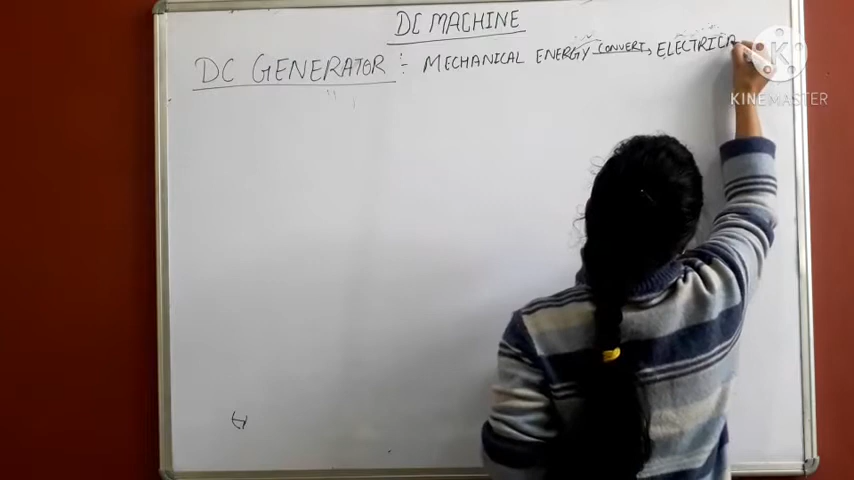 DC MACHINE
DC GENERATOR :- MECHANICAL ENERGY CONVERT → ELECTRICA
K
KINEMASTER